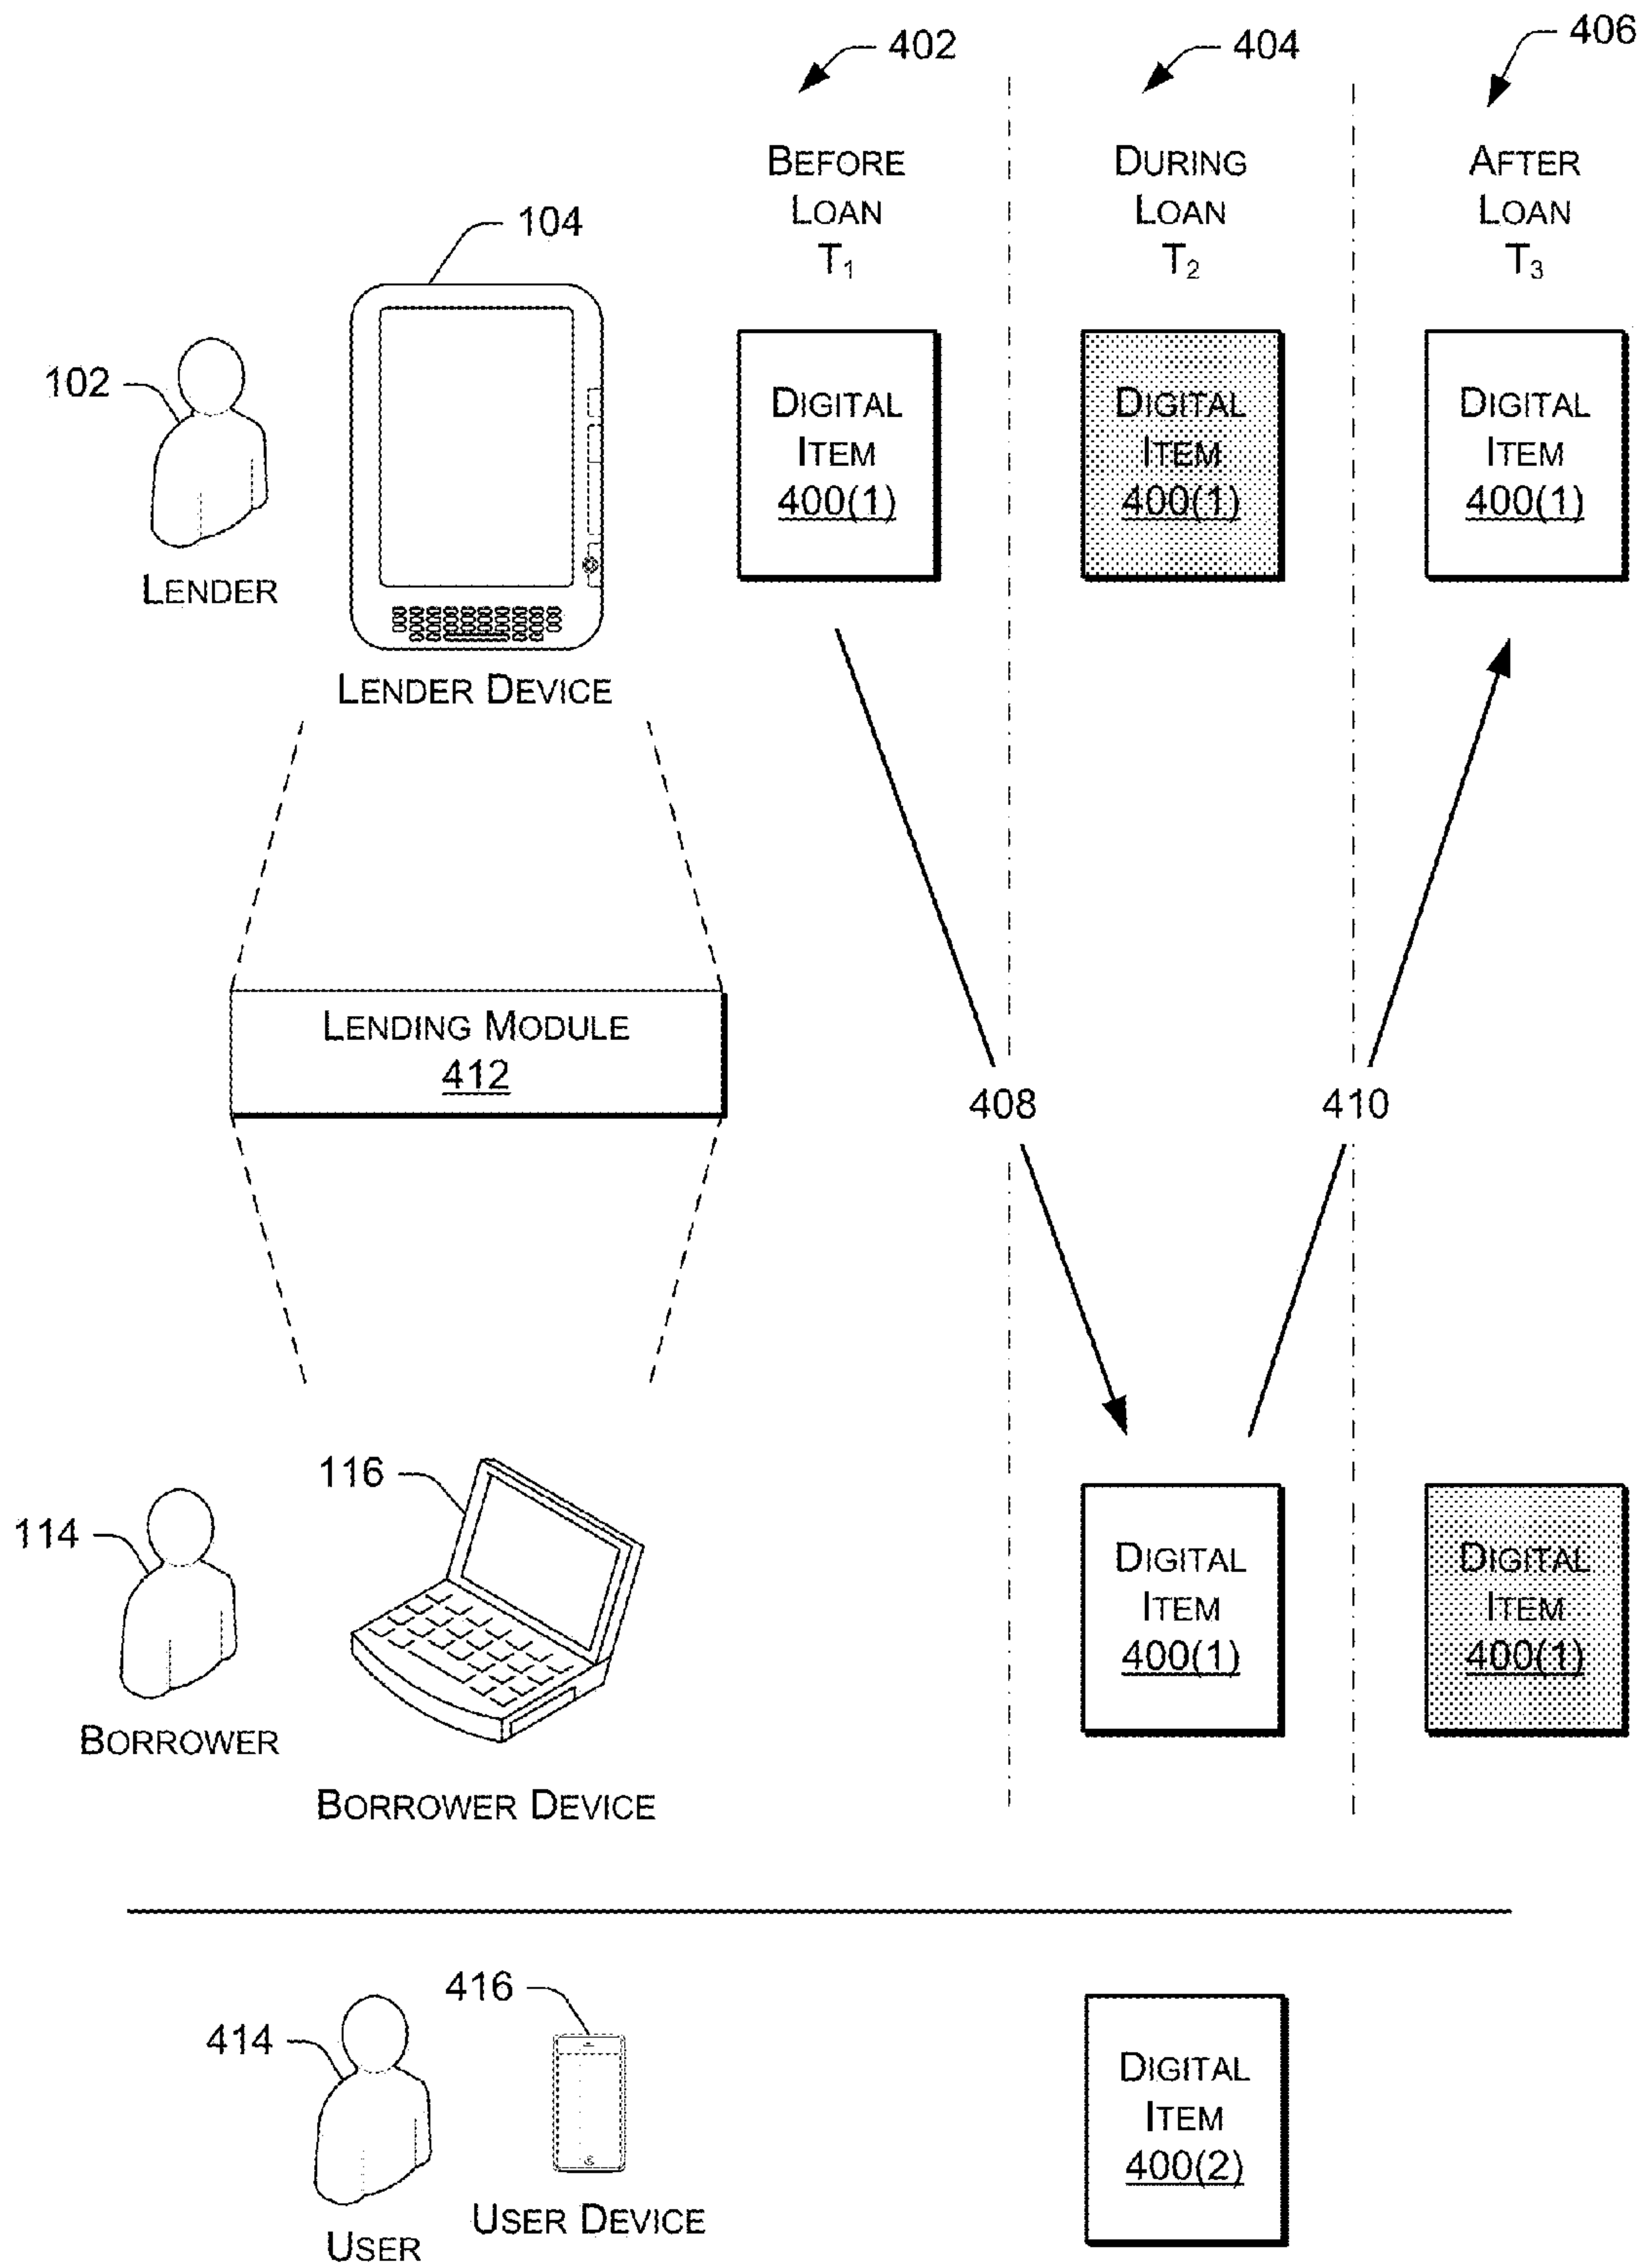 402
404
406
BEFORE
LOAN
T1
DURING
LOAN
T2
AFTER
LOAN
T3
104
102
LENDER
LENDER DEVICE
DIGITAL
ITEM
400(1)
DIGITAL
ITEM
400(1)
DIGITAL
ITEM
400(1)
LENDING MODULE
412
408
410
116
114
BORROWER
BORROWER DEVICE
DIGITAL
ITEM
400(1)
DIGITAL
ITEM
400(1)
416
414
USER
USER DEVICE
DIGITAL
ITEM
400(2)